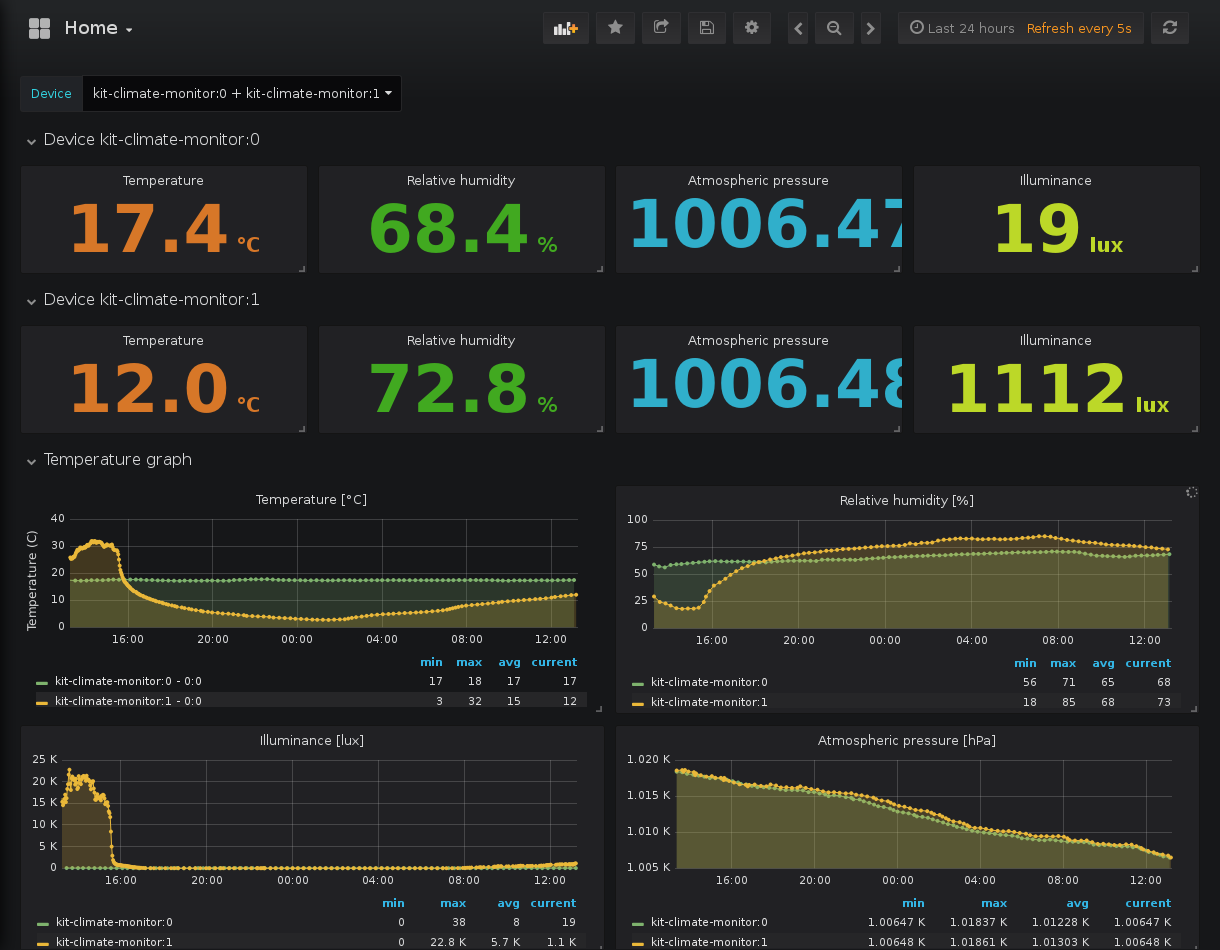 Home
Last 24 hours Refresh every 5s
Device kit-climate-monitor:0 + kit-climate-monitor:1
Device kit-climate-monitor:0
Temperature Relative humidity Atmospheric pressure Illuminance
17.4 °C 68.4 % 1006.47 19 lux
Device kit-climate-monitor:1
Temperature Relative humidity Atmospheric pressure Illuminance
12.0 °C 72.8 % 1006.48 1112 lux
Temperature graph
Temperature [°C]
Temperature (C)
40
30
20
10
0
16:00 20:00 00:00 04:00 08:00 12:00
min max avg current
kit-climate-monitor:0 - 0:0 17 18 17 17
kit-climate-monitor:1 - 0:0 3 32 15 12
Relative humidity [%]
100
75
50
25
0
16:00 20:00 00:00 04:00 08:00 12:00
min max avg current
kit-climate-monitor:0 56 71 65 68
kit-climate-monitor:1 18 85 68 73
Illuminance [lux]
25 K
20 K
15 K
10 K
5 K
0
16:00 20:00 00:00 04:00 08:00 12:00
min max avg current
kit-climate-monitor:0 0 38 8 19
kit-climate-monitor:1 0 22.8 K 5.7 K 1.1 K
Atmospheric pressure [hPa]
1.020 K
1.015 K
1.010 K
1.005 K
16:00 20:00 00:00 04:00 08:00 12:00
min max avg current
kit-climate-monitor:0 1.00647 K 1.01837 K 1.01228 K 1.00647 K
kit-climate-monitor:1 1.00648 K 1.01861 K 1.01303 K 1.00648 K